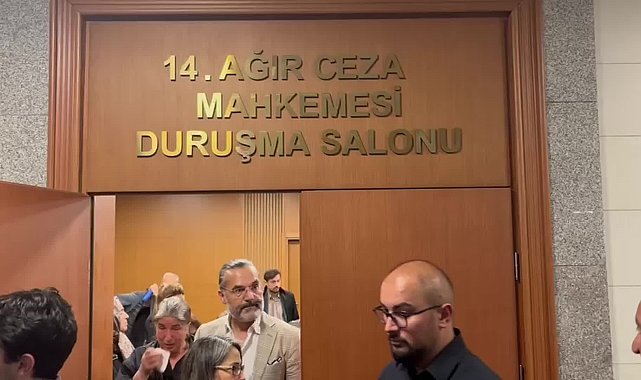 14. AĞIR CEZA
MAHKEMESİ
DURUŞMA SALONU